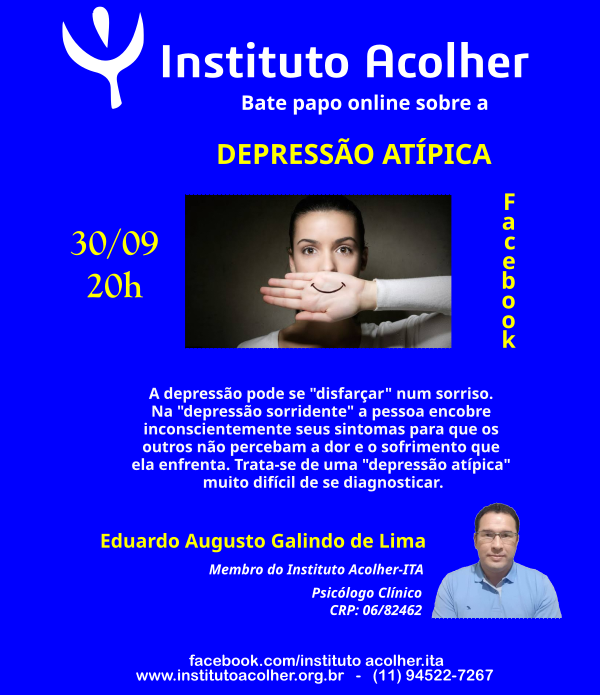 Instituto Acolher
Bate papo online sobre a
DEPRESSÃO ATÍPICA
30/09
20h
Facebook
A depressão pode se "disfarçar" num sorriso.
Na "depressão sorridente" a pessoa encobre
inconscientemente seus sintomas para que os
outros não percebam a dor e o sofrimento que
ela enfrenta. Trata-se de uma "depressão atípica"
muito difícil de se diagnosticar.
Eduardo Augusto Galindo de Lima
Membro do Instituto Acolher-ITA
Psicólogo Clínico
CRP: 06/82462
facebook.com/instituto acolher.ita
www.institutoacolher.org.br - (11) 94522-7267